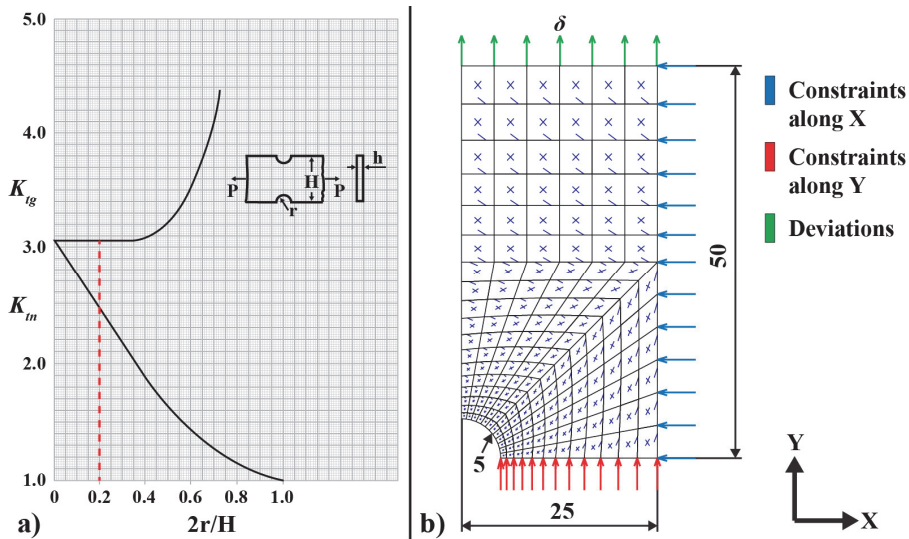 5.0
4.0
K_tg
3.0
K_tn
2.0
1.0
0 0.2 0.4 0.6 0.8 1.0
2r/H
a)
P H P
r
h
δ
50
5
25
b)
Constraints
along X
Constraints
along Y
Deviations
Y
X